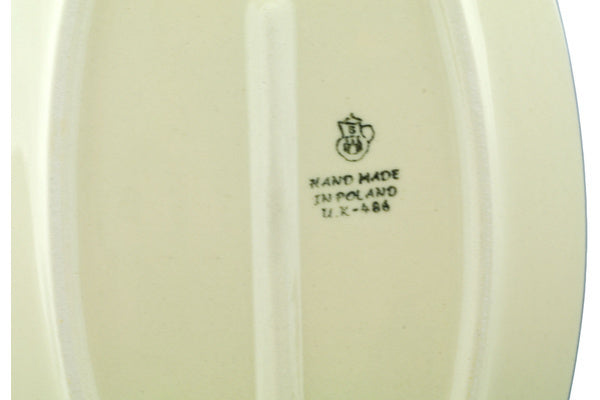 B
HAND MADE
IN POLAND
U.K-486